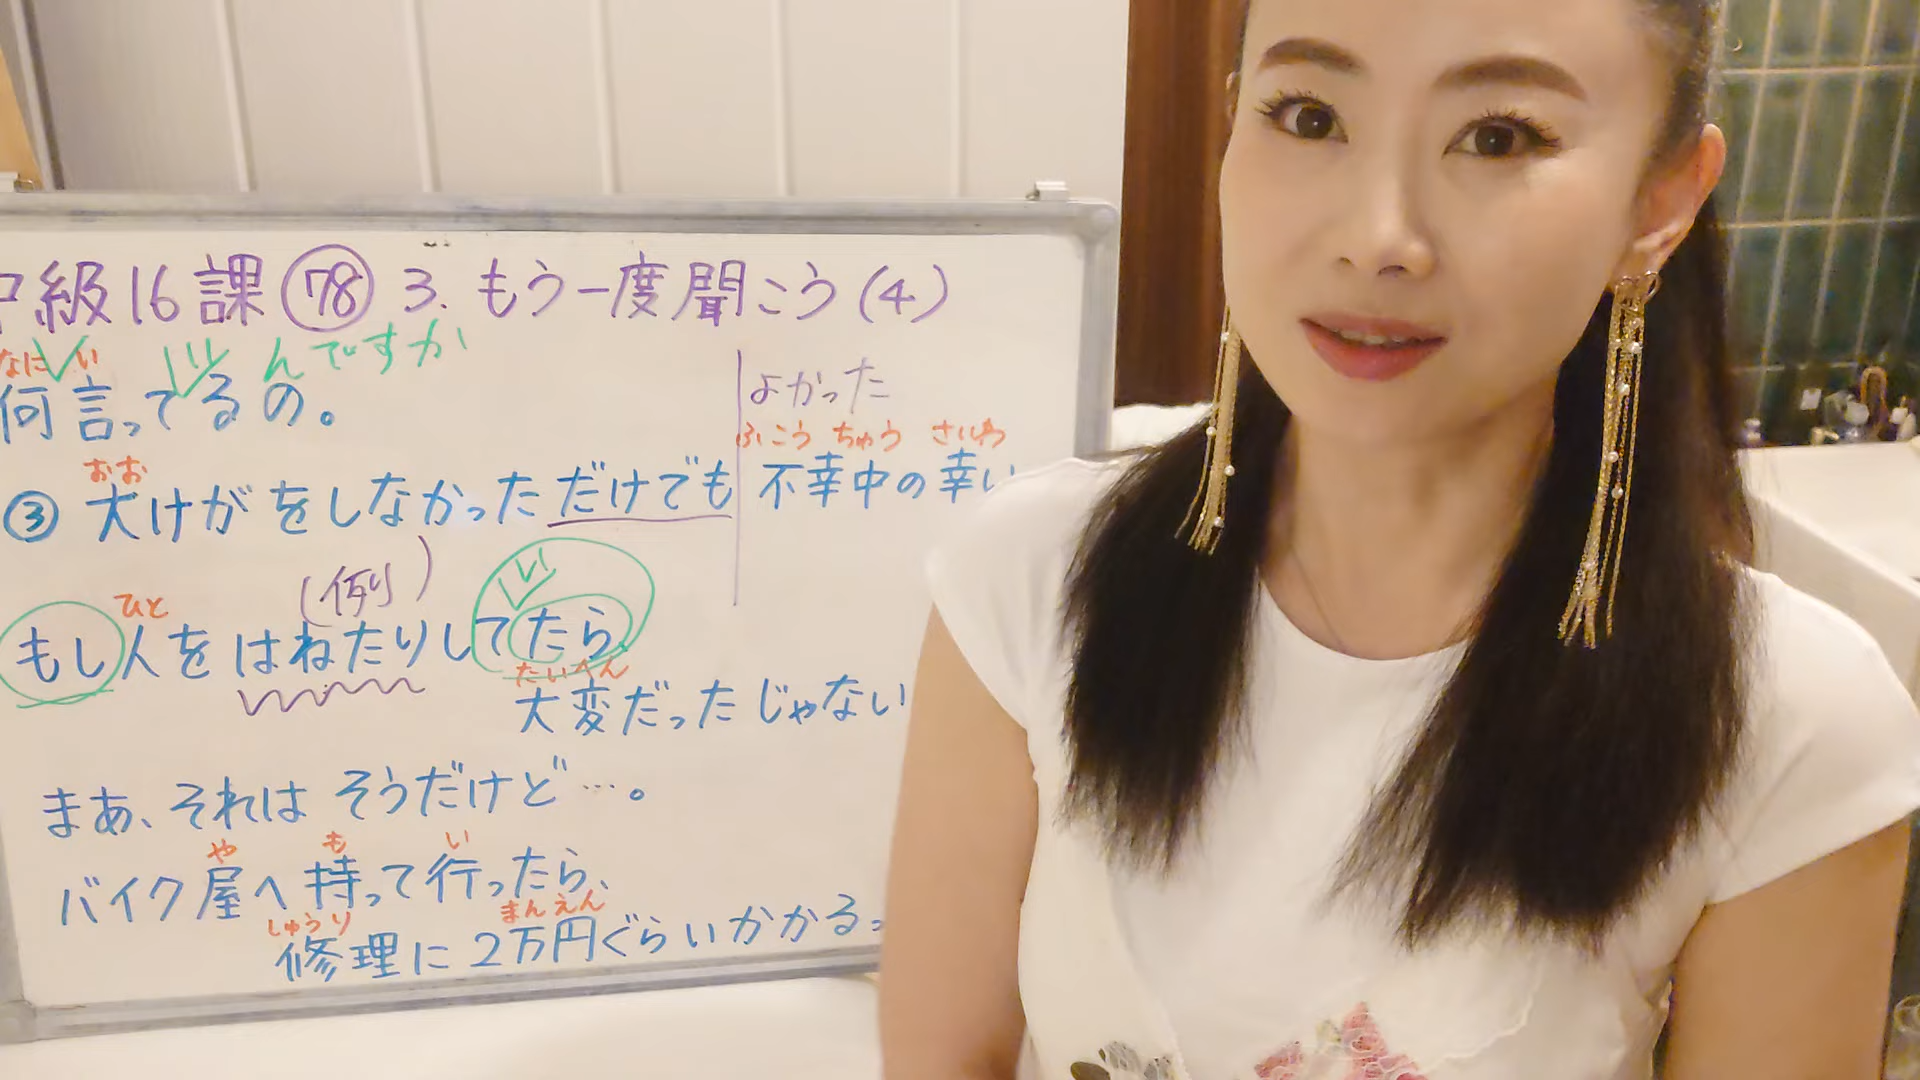 中級16課 78 3. もう一度聞こう(4)
い い んですか
なに い
何言ってるの。
よかった
おお
ふこう ちゅう さいわ
③ 大けがをしなかっただけでも 不幸中の幸い
(例)
い
ひと
もし人をはねたりしてたら、
たいへん
大変だったじゃない
まあ、それはそうだけど…。
や も い
バイク屋へ持って行ったら、
しゅうり まんえん
修理に2万円ぐらいかかるっ